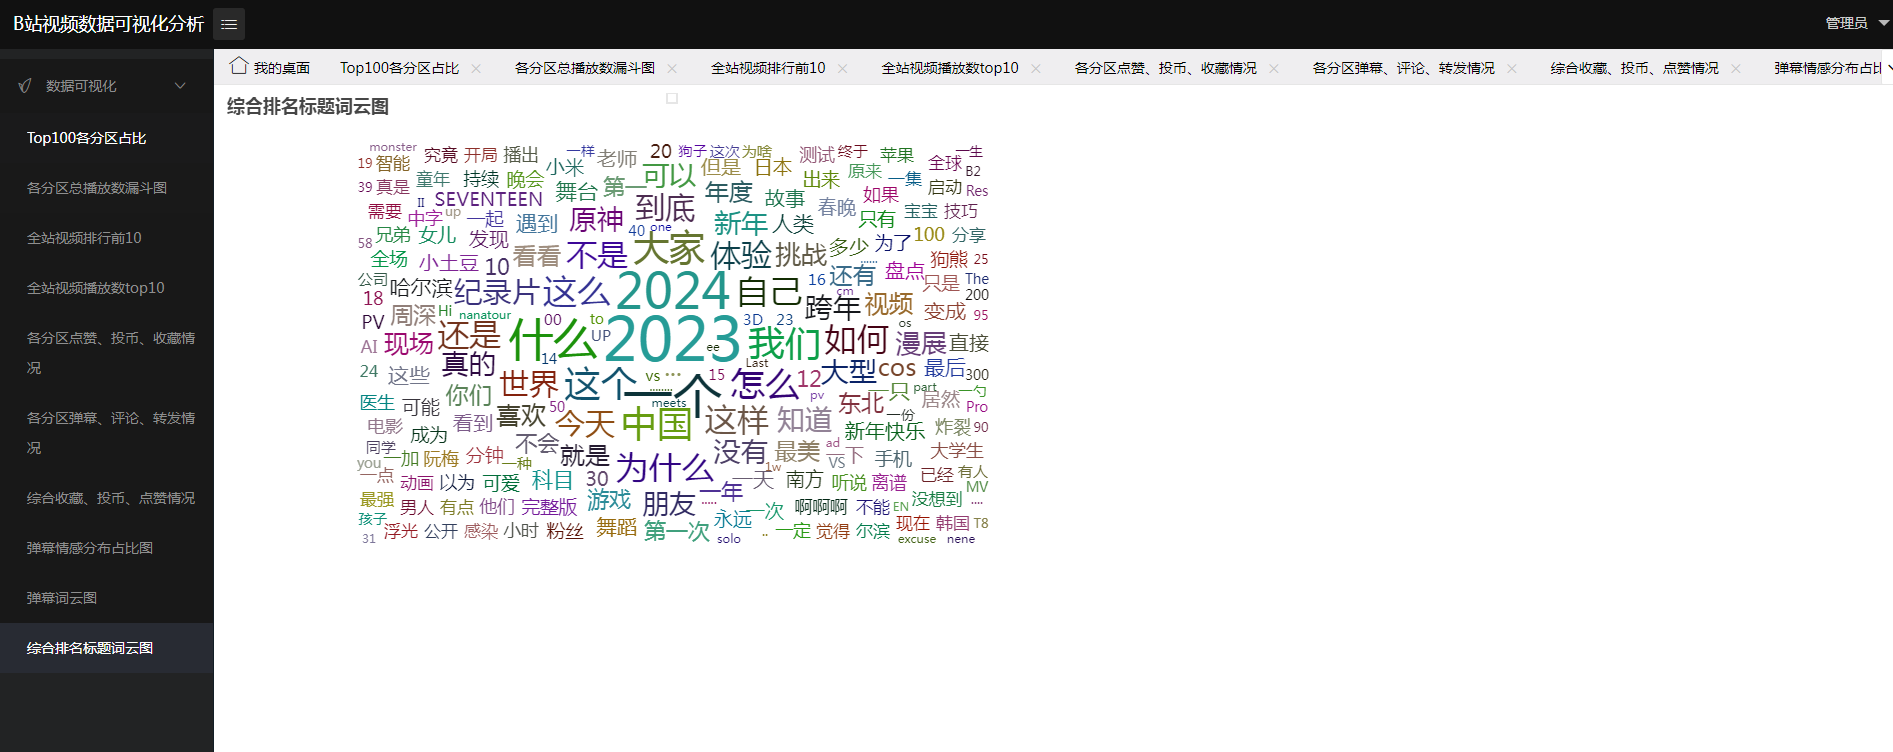 B站视频数据可视化分析
管理员
我的桌面 Top100各分区占比 各分区总播放数漏斗图 全站视频排行前10 全站视频播放数top10 各分区点赞、投币、收藏情况 各分区弹幕、评论、转发情况 综合收藏、投币、点赞情况 弹幕情感分布占比
数据可视化
Top100各分区占比
各分区总播放数漏斗图
全站视频排行前10
全站视频播放数top10
各分区点赞、投币、收藏情
况
各分区弹幕、评论、转发情
况
综合收藏、投币、点赞情况
弹幕情感分布占比图
弹幕词云图
综合排名标题词云图
综合排名标题词云图
monster 一样 20 狗子 这次 为啥 测试 终于 苹果 一生
19 智能 究竟 开局 播出 小米 老师 可以 但是 日本 原来 全球 B2
39 真是 童年 持续 晚会 舞台 第一 年度 故事 出来 如果 一集 启动 Res
II SEVENTEEN 到底 春晚 宝宝 技巧
需要 中字 up 一起 遇到 原神 40 one 新年 人类 只有
58 兄弟 女儿 发现 看看 不是 大家 体验 挑战 多少 为了 100 分享
全场 小土豆 10 还有 盘点 狗熊 25
公司 哈尔滨 纪录片 这么 2024 自己 16 cm 只是 The
18 跨年 视频 200
PV 周深 Hi nanatour 00 to 3D 23 os 变成 95
AI 现场 还是 什么 UP 2023 我们 如何 漫展 直接
真的 14 ee Last
24 这些 世界 这个 vs ... 15 怎么 12 大型 cos 最后 300
医生 可能 你们 50 ........ meets 一个 pv 一只 part 一勺
电影 成为 看到 喜欢 今天 中国 这样 知道 东北 一份 居然 Pro
同学 不会 没有 最美 ad 新年快乐 炸裂 90
you 一加 阮梅 分钟 一种 就是 为什么 1w VS 一下 手机 大学生
一点 动画 以为 可爱 科目 30 一天 南方 听说 离谱 已经 有人
最强 男人 有点 他们 完整版 游戏 朋友 一年 ..... 啊啊啊 不能 EN 没想到 MV ....
孩子 浮光 公开 感染 小时 粉丝 舞蹈 第一次 永远 一次 一定 觉得 尔滨 现在 韩国 T8
31 solo .. excuse nene
......